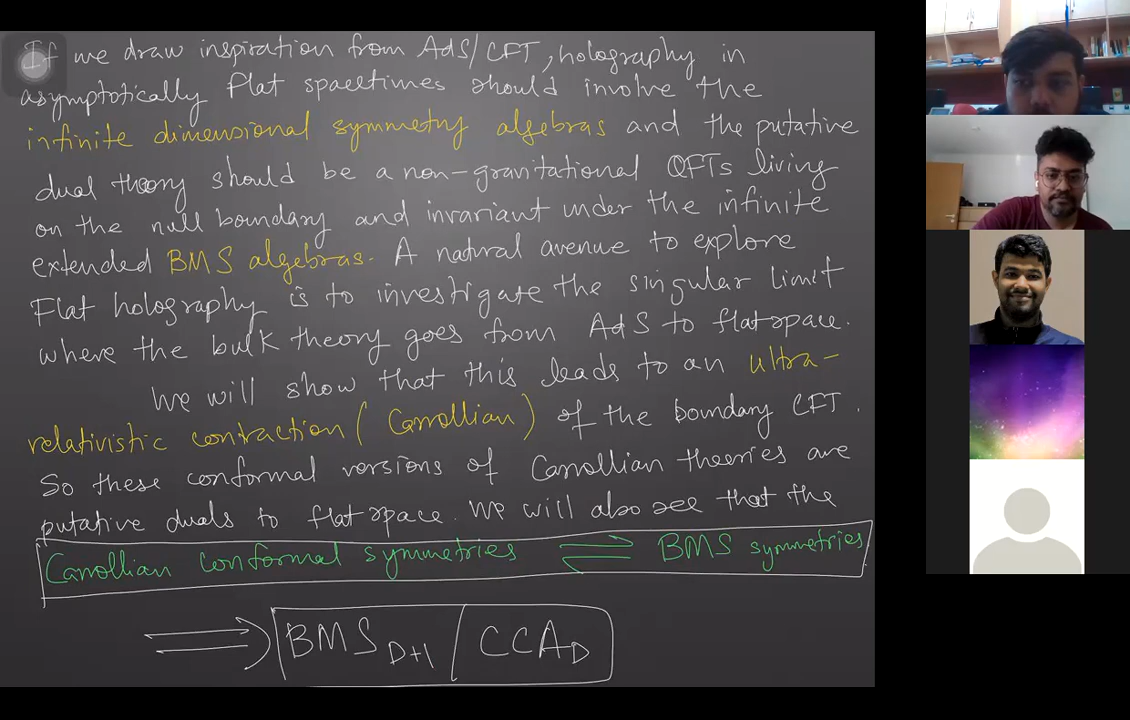 If we draw inspiration from AdS/CFT, holography in
asymptotically flat spacetimes should involve the
infinite dimensional symmetry algebras and the putative
dual theory should be a non-gravitational QFTs living
on the null boundary and invariant under the infinite
extended BMS algebras. A natural avenue to explore
Flat holography is to investigate the singular limit
where the bulk theory goes from AdS to flatspace.
We will show that this leads to an ultra-
relativistic contraction (Carrollian) of the boundary CFT.
So these conformal versions of Carrollian theories are
putative duals to flatspace. We will also see that the
Carrollian conformal symmetries ⇌ BMS symmetries.
⟹ BMS_{D+1} / CCA_D